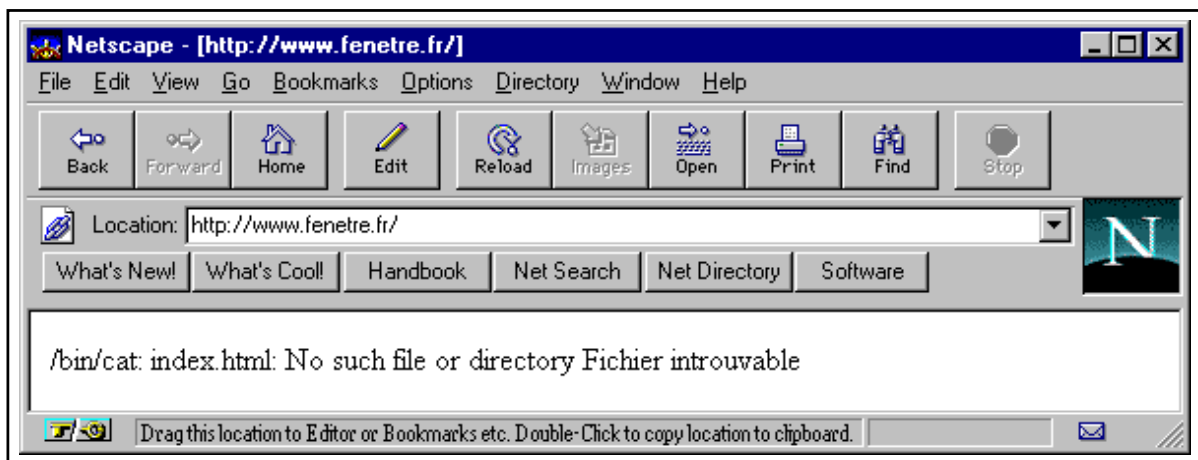 Netscape - [http://www.fenetre.fr/]
File Edit View Go Bookmarks Options Directory Window Help
Back Forward Home Edit Reload Images Open Print Find Stop
Location: http://www.fenetre.fr/
N
What's New! What's Cool! Handbook Net Search Net Directory Software
/bin/cat: index.html: No such file or directory Fichier introuvable
Drag this location to Editor or Bookmarks etc. Double-Click to copy location to clipboard.